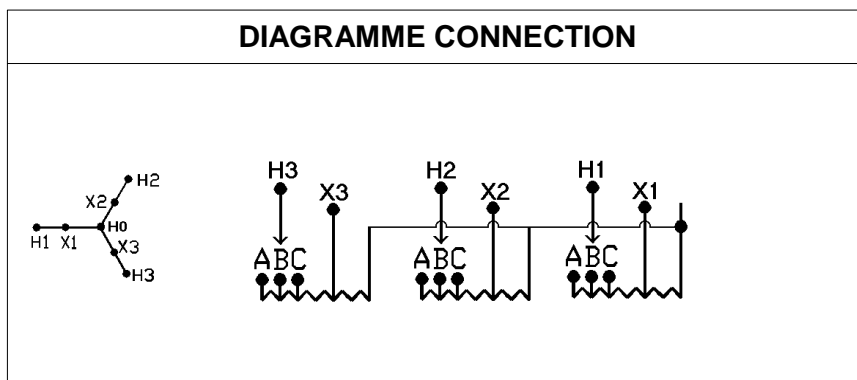 DIAGRAMME CONNECTION
H3 H2 H1
X3 X2 X1
H2
X2
H0
H1 X1
X3
H3
ABC ABC ABC